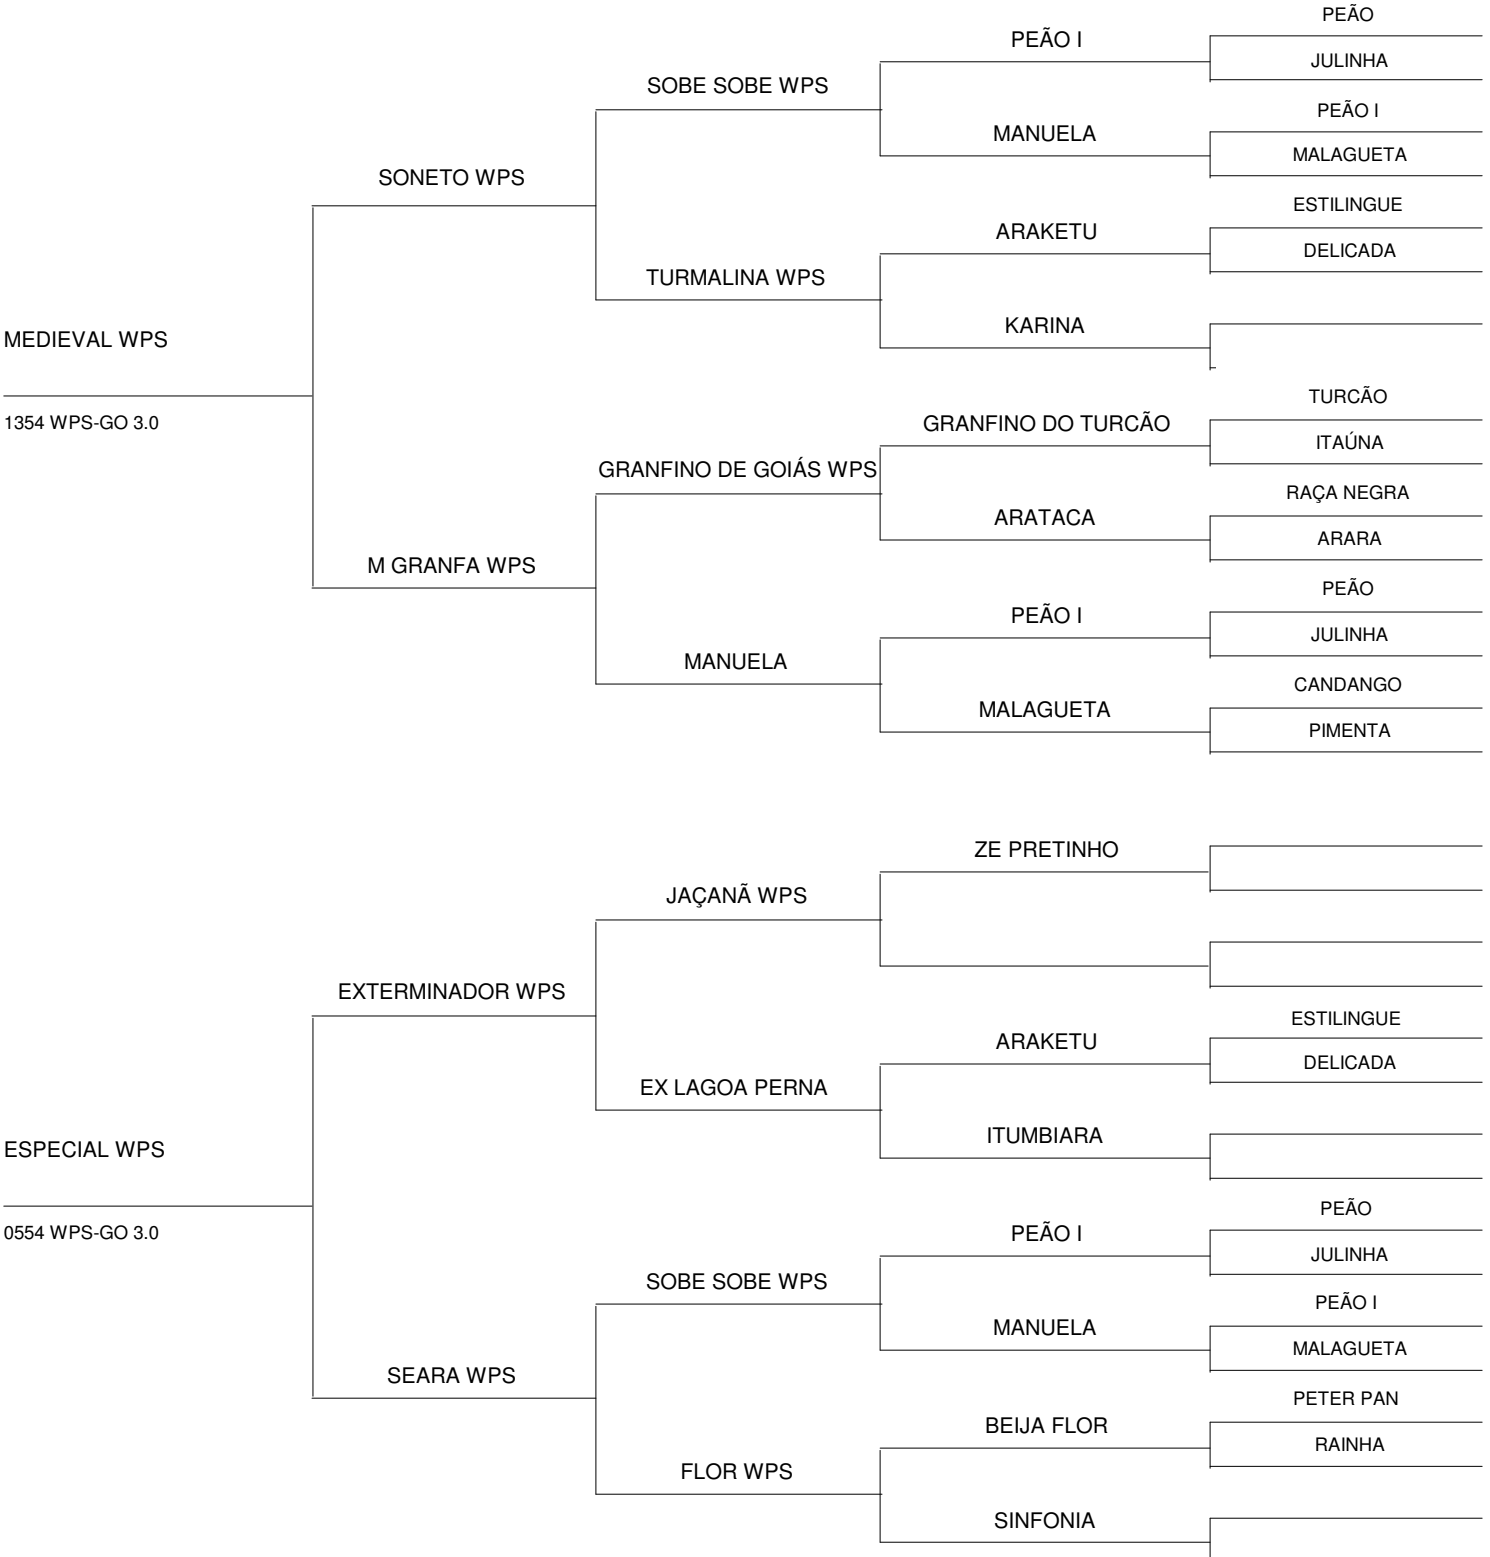 PEÃO
PEÃO I
JULINHA
SOBE SOBE WPS
PEÃO I
MANUELA
MALAGUETA
SONETO WPS
ESTILINGUE
ARAKETU
DELICADA
TURMALINA WPS
KARINA
MEDIEVAL WPS
1354 WPS-GO 3.0
TURCÃO
GRANFINO DO TURCÃO
ITAÚNA
GRANFINO DE GOIÁS WPS
RAÇA NEGRA
ARATACA
ARARA
M GRANFA WPS
PEÃO
PEÃO I
JULINHA
MANUELA
CANDANGO
MALAGUETA
PIMENTA
ZE PRETINHO
JAÇANÃ WPS
EXTERMINADOR WPS
ESTILINGUE
ARAKETU
DELICADA
EX LAGOA PERNA
ITUMBIARA
ESPECIAL WPS
0554 WPS-GO 3.0
PEÃO
PEÃO I
JULINHA
SOBE SOBE WPS
PEÃO I
MANUELA
MALAGUETA
SEARA WPS
PETER PAN
BEIJA FLOR
RAINHA
FLOR WPS
SINFONIA